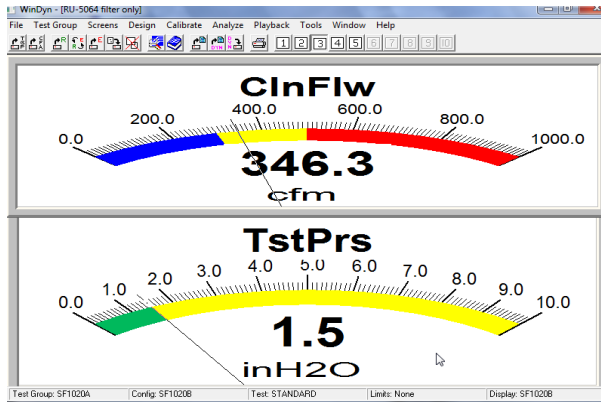 WinDyn - [RU-5064 filter only]
File Test Group Screens Design Calibrate Analyze Playback Tools Window Help
1 2 3 4 5 6 7 8 9 10
ClnFlw
0.0 200.0 400.0 600.0 800.0 1000.0
346.3
cfm
TstPrs
0.0 1.0 2.0 3.0 4.0 5.0 6.0 7.0 8.0 9.0 10.0
1.5
inH2O
Test Group: SF1020A Config: SF1020B Test: STANDARD Limits: None Display: SF1020B